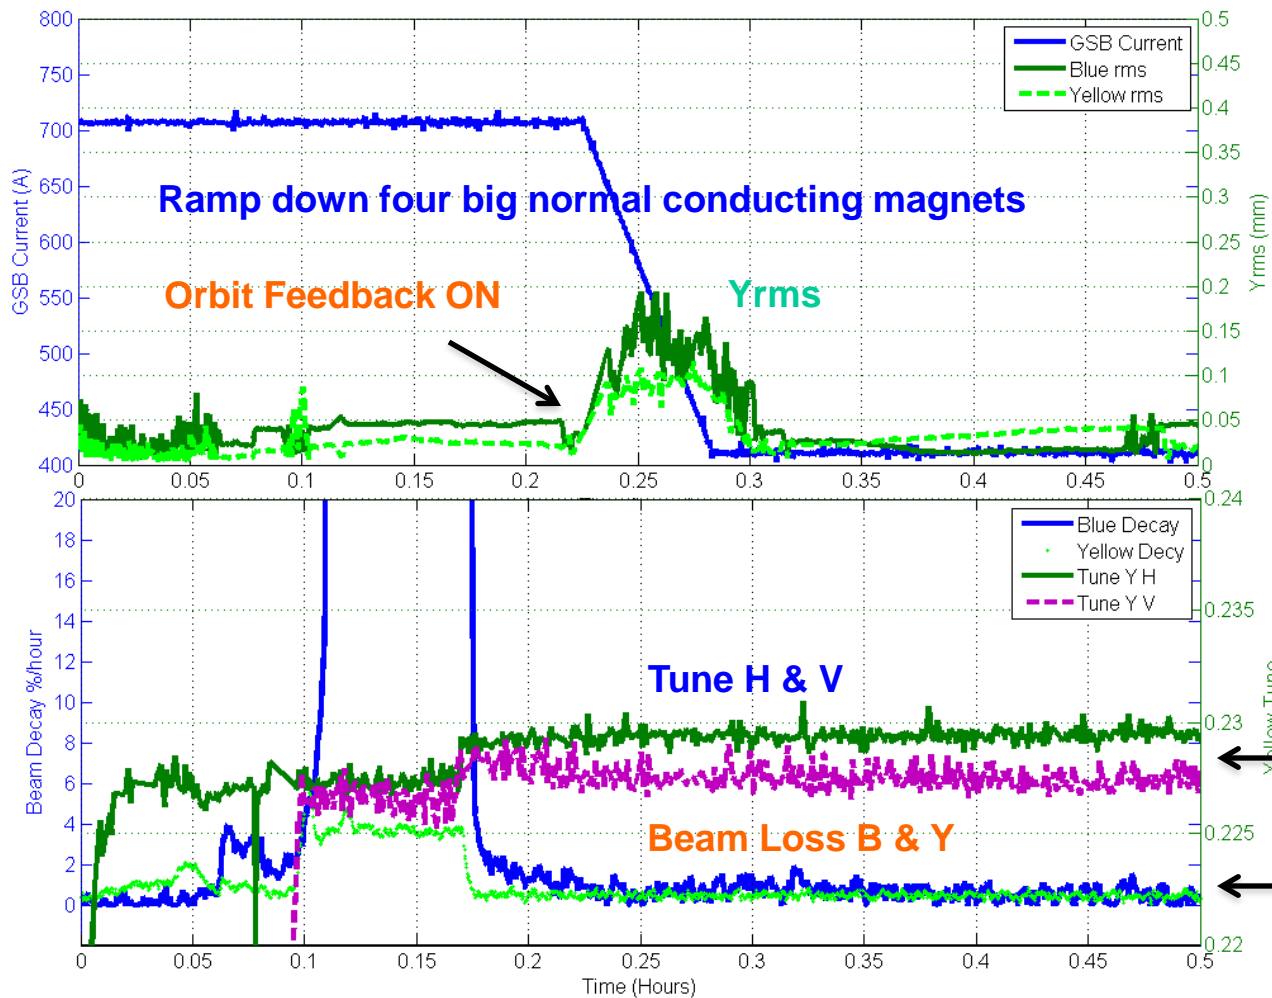 800
750
700
650
600
550
500
450
400
GSB Current (A)
0.5
0.45
0.4
0.35
0.3
0.25
0.2
0.15
0.1
0.05
0
Yrms (mm)
GSB Current
Blue rms
Yellow rms
Ramp down four big normal conducting magnets
Orbit Feedback ON
Yrms
0 0.05 0.1 0.15 0.2 0.25 0.3 0.35 0.4 0.45 0.5
20
18
16
14
12
10
8
6
4
2
0
Beam Decay %/hour
0.24
0.235
0.23
0.225
0.22
Yellow Tune
Blue Decay
Yellow Decy
Tune Y H
Tune Y V
Tune H & V
Beam Loss B & Y
0 0.05 0.1 0.15 0.2 0.25 0.3 0.35 0.4 0.45 0.5
Time (Hours)